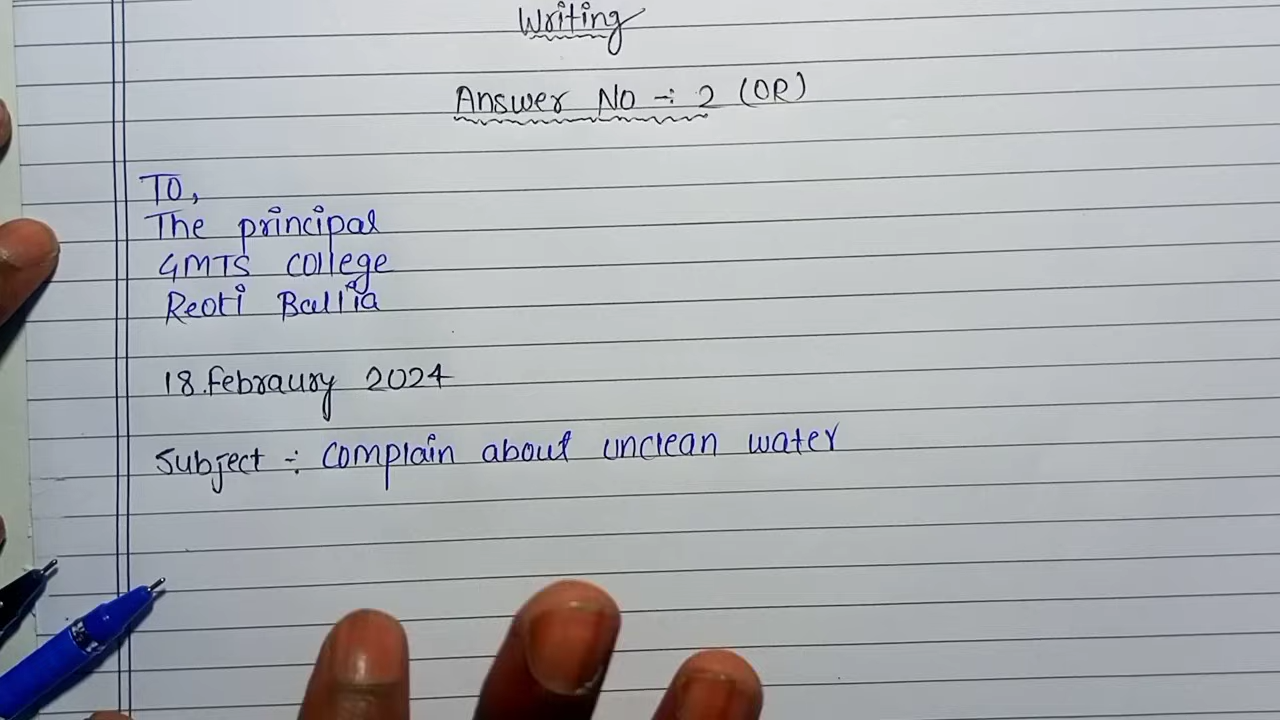 Writing
Answer No -: 2 (OR)
TO,
The principal
GMTS college
Reoti Ballia
18.Febraury 2024
Subject -: complain about unclean water